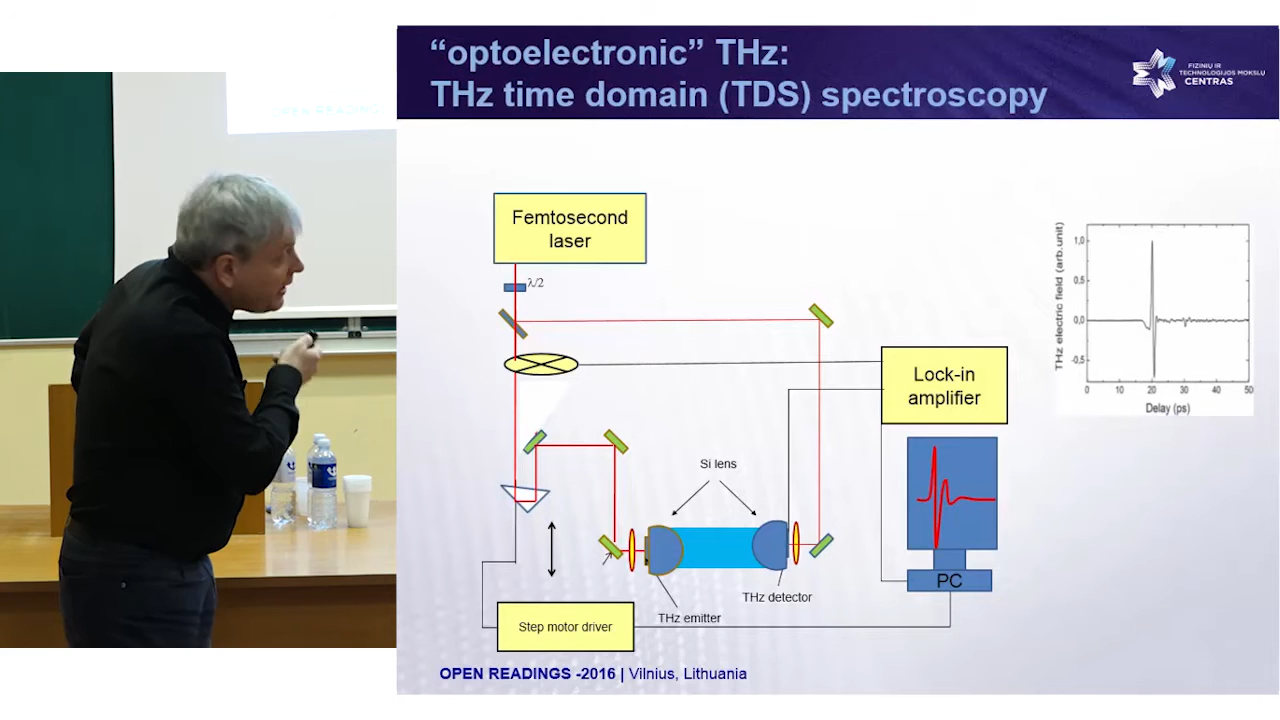 “optoelectronic” THz:
THz time domain (TDS) spectroscopy
FIZINIŲ IR
TECHNOLOGIJOS MOKSLŲ
CENTRAS
OPEN READINGS
Femtosecond
laser
λ/2
Lock-in
amplifier
Si lens
THz detector
THz emitter
Step motor driver
PC
THz electric field (arb.unit)
1,0
0,5
0,0
-0,5
0 10 20 30 40 50
Delay (ps)
OPEN READINGS -2016 | Vilnius, Lithuania